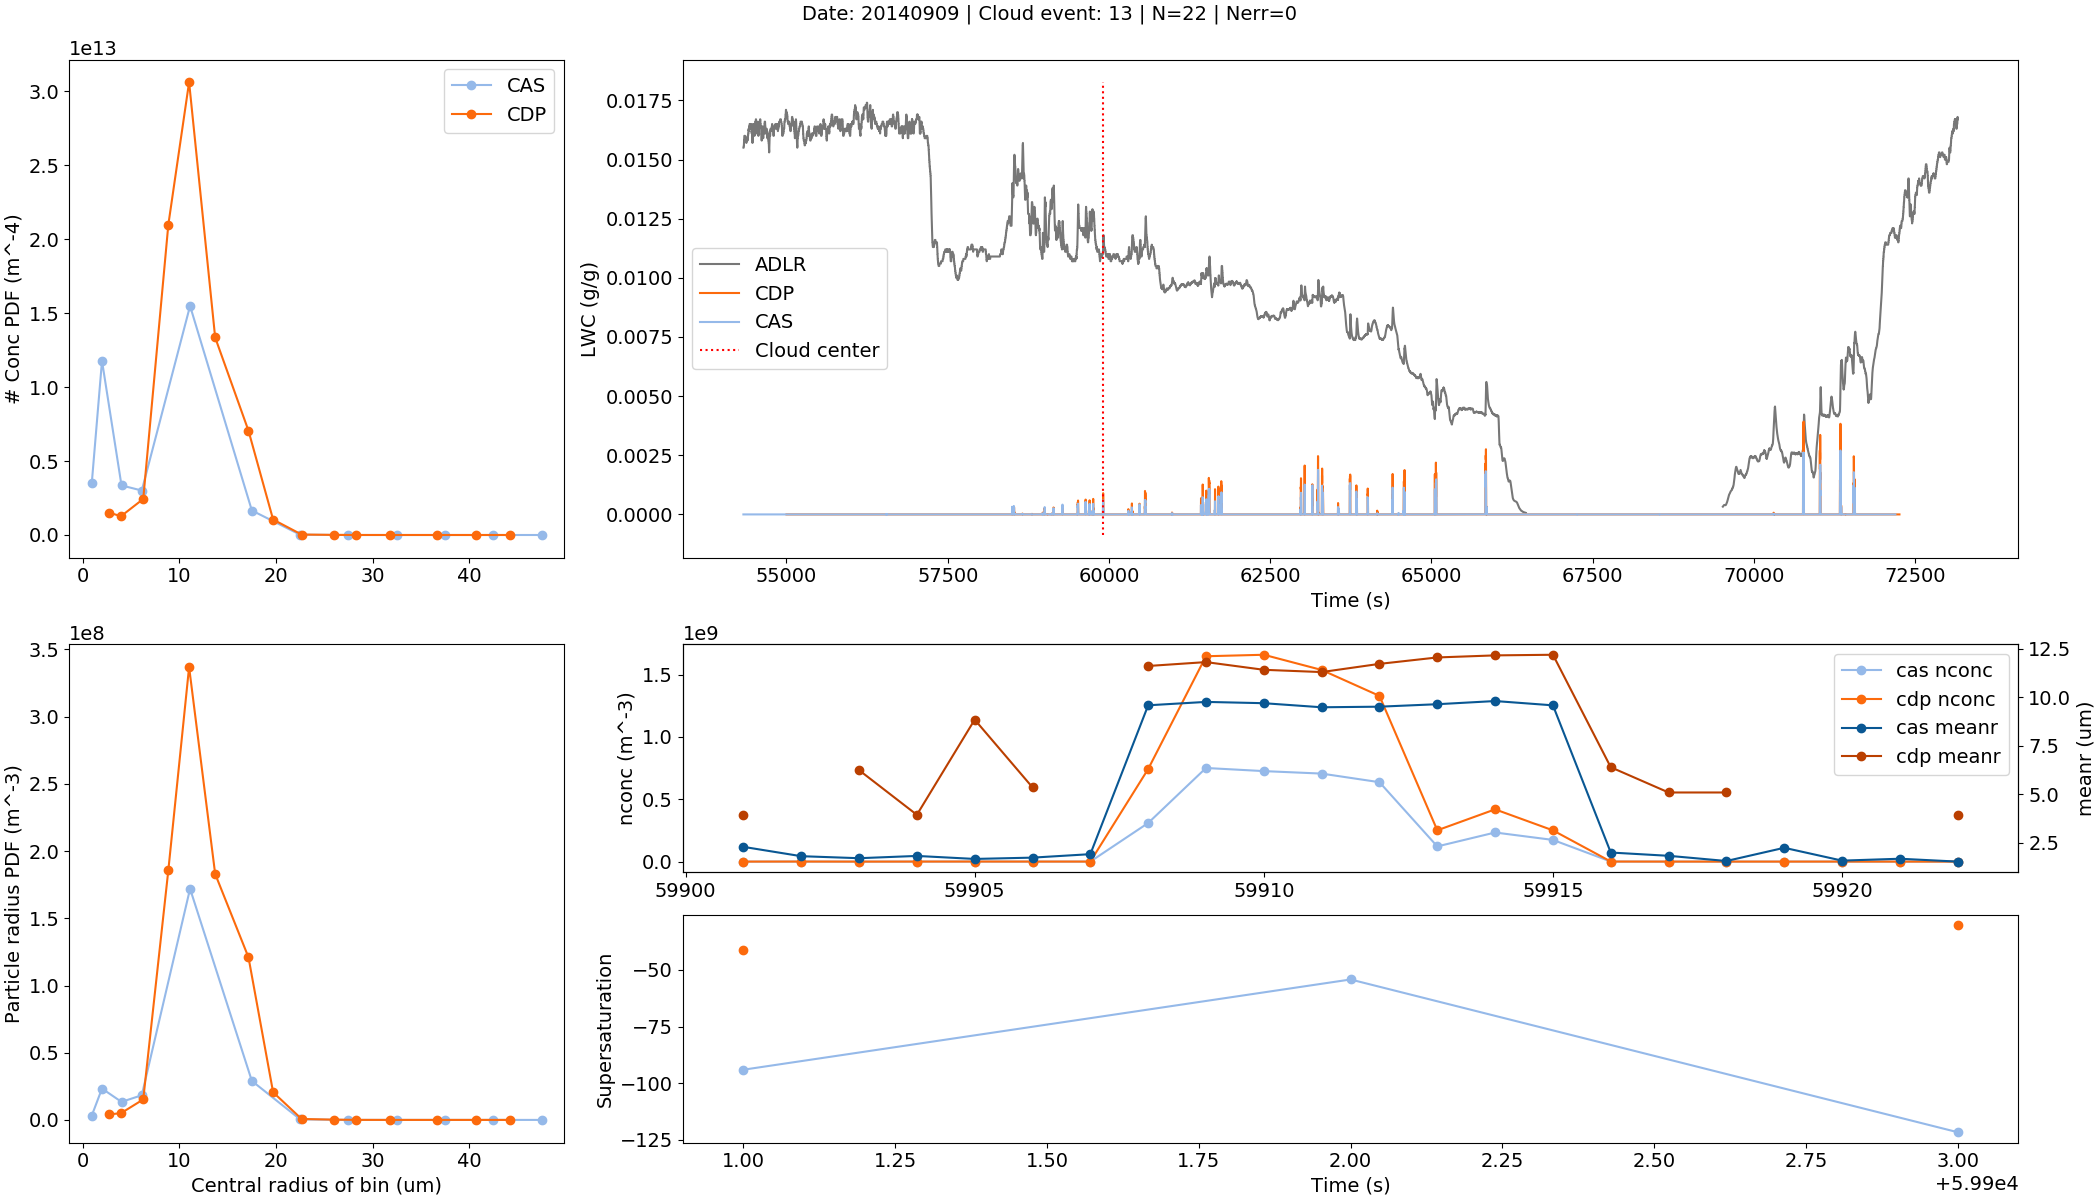 Date: 20140909 | Cloud event: 13 | N=22 | Nerr=0
1e13
# Conc PDF (m^-4)
3.0
2.5
2.0
1.5
1.0
0.5
0.0
0 10 20 30 40
CAS
CDP
LWC (g/g)
0.0175
0.0150
0.0125
0.0100
0.0075
0.0050
0.0025
0.0000
ADLR
CDP
CAS
Cloud center
55000 57500 60000 62500 65000 67500 70000 72500
Time (s)
1e8
Particle radius PDF (m^-3)
3.5
3.0
2.5
2.0
1.5
1.0
0.5
0.0
0 10 20 30 40
Central radius of bin (um)
1e9
nconc (m^-3)
1.5
1.0
0.5
0.0
59900 59905 59910 59915 59920
cas nconc
cdp nconc
cas meanr
cdp meanr
12.5
10.0
7.5
5.0
2.5
meanr (um)
Supersaturation
−50
−75
−100
−125
1.00 1.25 1.50 1.75 2.00 2.25 2.50 2.75 3.00
Time (s)
+5.99e4